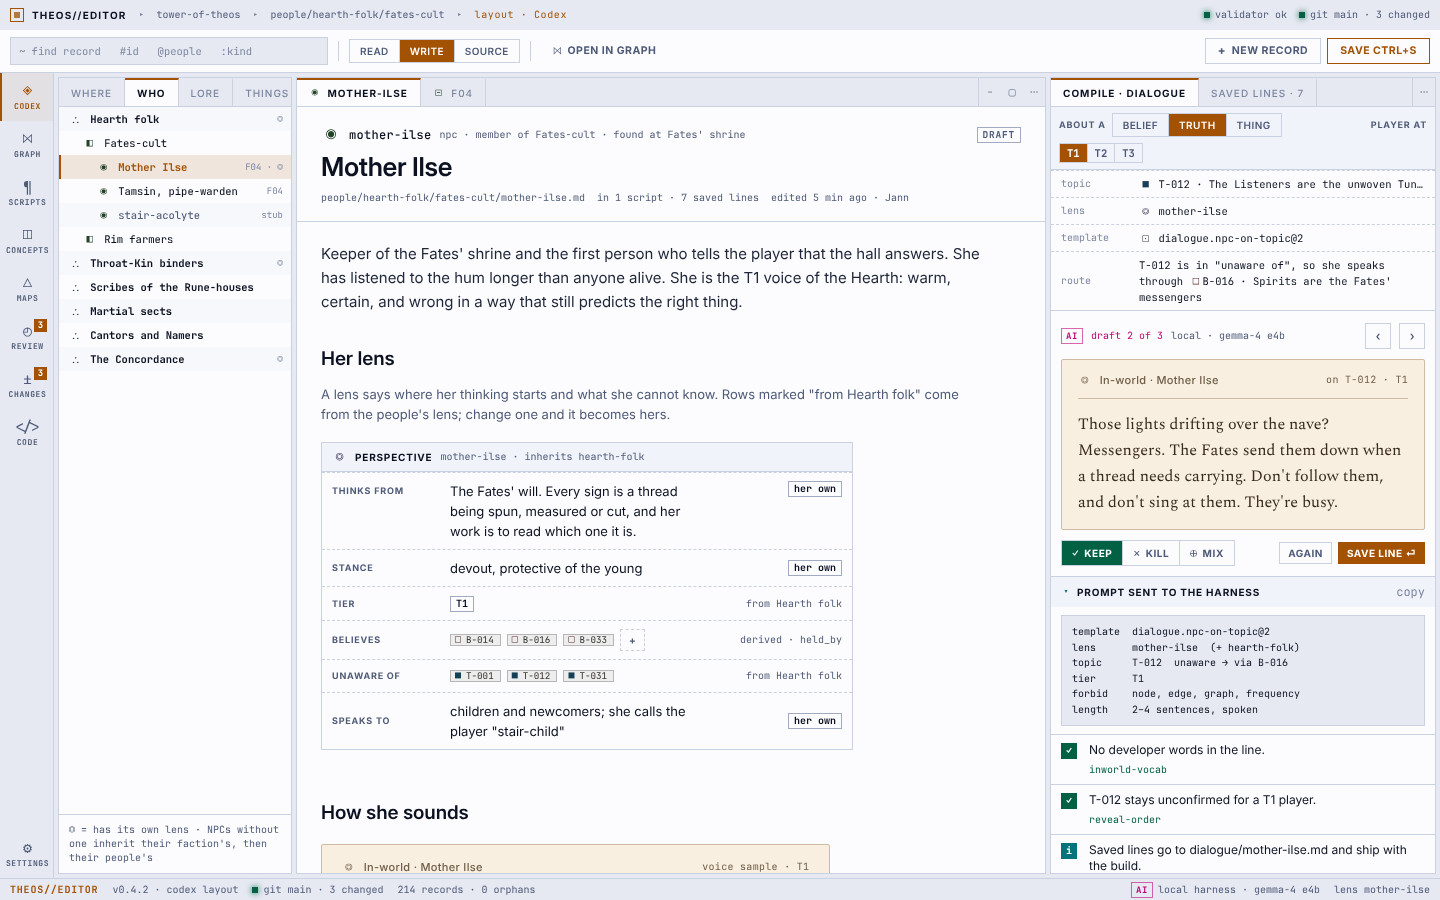 THEOS//EDITOR ‣ tower-of-theos ‣ people/hearth-folk/fates-cult ‣ layout · Codex
validator ok git main · 3 changed
~ find record #id @people :kind
READ WRITE SOURCE
OPEN IN GRAPH
+ NEW RECORD
SAVE CTRL+S
CODEX
GRAPH
SCRIPTS
CONCEPTS
MAPS
3
REVIEW
3
CHANGES
CODE
SETTINGS
WHERE WHO LORE THINGS
Hearth folk
Fates-cult
Mother Ilse F04 ·
Tamsin, pipe-warden F04
stair-acolyte stub
Rim farmers
Throat-Kin binders
Scribes of the Rune-houses
Martial sects
Cantors and Namers
The Concordance
= has its own lens · NPCs without
one inherit their faction's, then
their people's
MOTHER-ILSE F04
mother-ilse npc · member of Fates-cult · found at Fates' shrine
DRAFT
Mother Ilse
people/hearth-folk/fates-cult/mother-ilse.md in 1 script · 7 saved lines edited 5 min ago · Jann
Keeper of the Fates' shrine and the first person who tells the player that the hall answers. She
has listened to the hum longer than anyone alive. She is the T1 voice of the Hearth: warm,
certain, and wrong in a way that still predicts the right thing.
Her lens
A lens says where her thinking starts and what she cannot know. Rows marked "from Hearth folk" come
from the people's lens; change one and it becomes hers.
PERSPECTIVE mother-ilse · inherits hearth-folk
THINKS FROM
The Fates' will. Every sign is a thread
being spun, measured or cut, and her
work is to read which one it is.
her own
STANCE devout, protective of the young her own
TIER T1 from Hearth folk
BELIEVES B-014 B-016 B-033 + derived · held_by
UNAWARE OF T-001 T-012 T-031 from Hearth folk
SPEAKS TO
children and newcomers; she calls the
player "stair-child"
her own
How she sounds
In-world · Mother Ilse voice sample · T1
COMPILE · DIALOGUE SAVED LINES · 7
ABOUT A BELIEF TRUTH THING PLAYER AT
T1 T2 T3
topic T-012 · The Listeners are the unwoven Tun…
lens mother-ilse
template dialogue.npc-on-topic@2
route
T-012 is in "unaware of", so she speaks
through B-016 · Spirits are the Fates'
messengers
AI draft 2 of 3 local · gemma-4 e4b ‹ ›
In-world · Mother Ilse on T-012 · T1
Those lights drifting over the nave?
Messengers. The Fates send them down when
a thread needs carrying. Don't follow them,
and don't sing at them. They're busy.
✓ KEEP × KILL MIX AGAIN SAVE LINE ⏎
PROMPT SENT TO THE HARNESS copy
template dialogue.npc-on-topic@2
lens mother-ilse (+ hearth-folk)
topic T-012 unaware → via B-016
tier T1
forbid node, edge, graph, frequency
length 2–4 sentences, spoken
✓ No developer words in the line.
inworld-vocab
✓ T-012 stays unconfirmed for a T1 player.
reveal-order
i Saved lines go to dialogue/mother-ilse.md and ship with
the build.
THEOS//EDITOR v0.4.2 · codex layout git main · 3 changed 214 records · 0 orphans
AI local harness · gemma-4 e4b lens mother-ilse